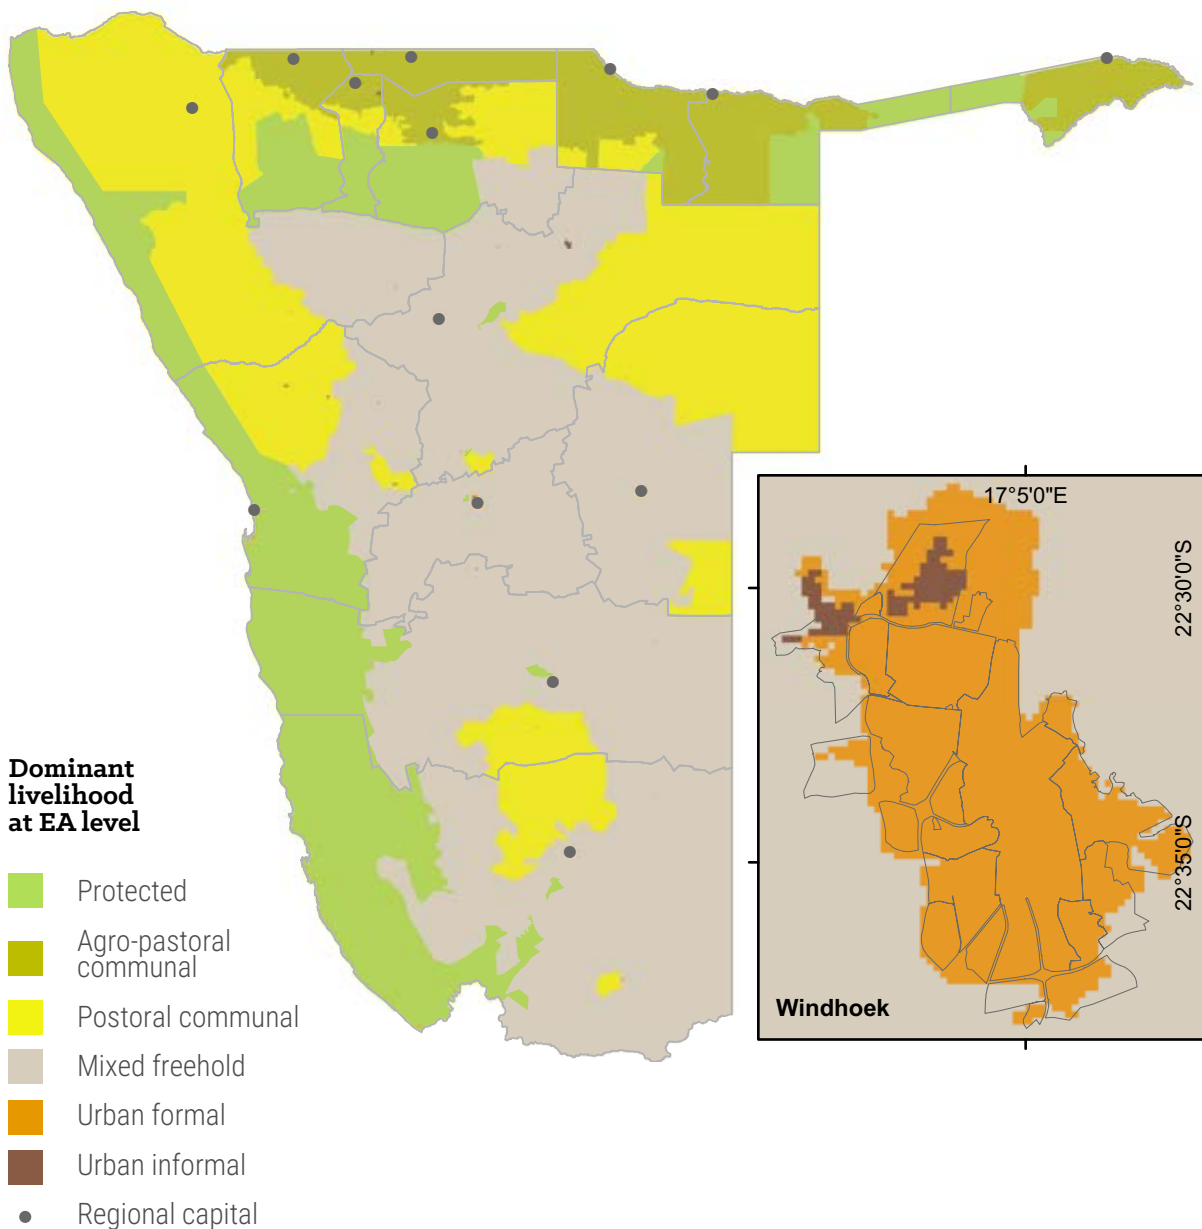 17°5'0"E
22°30'0"S
22°35'0"S
Windhoek
Dominant
livelihood
at EA level
Protected
Agro-pastoral
communal
Postoral communal
Mixed freehold
Urban formal
Urban informal
Regional capital